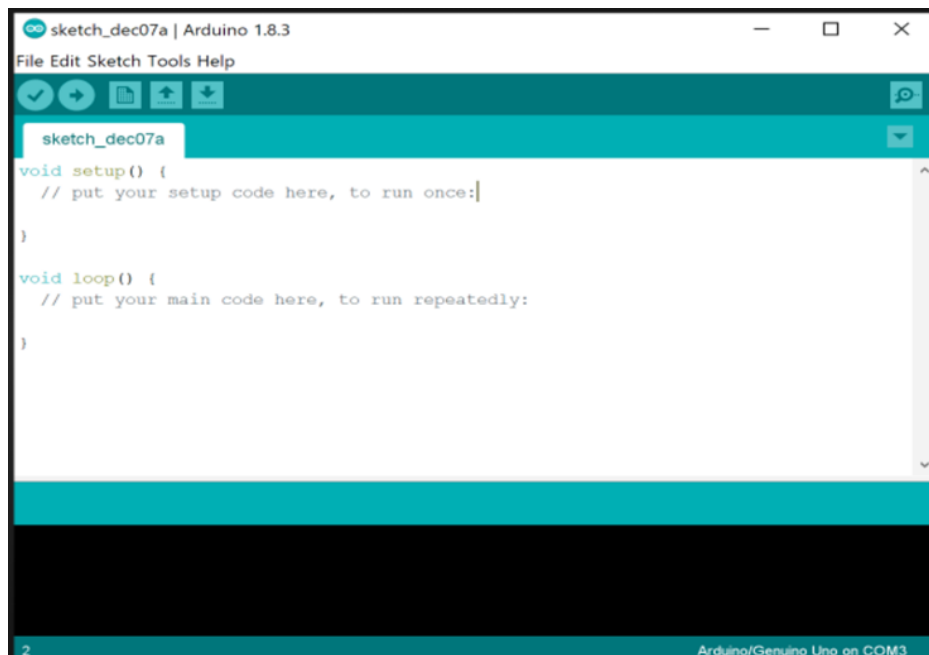 sketch_dec07a | Arduino 1.8.3
File Edit Sketch Tools Help
sketch_dec07a
void setup() {
  // put your setup code here, to run once:
}
void loop() {
  // put your main code here, to run repeatedly:
}
2 Arduino/Genuino Uno on COM3